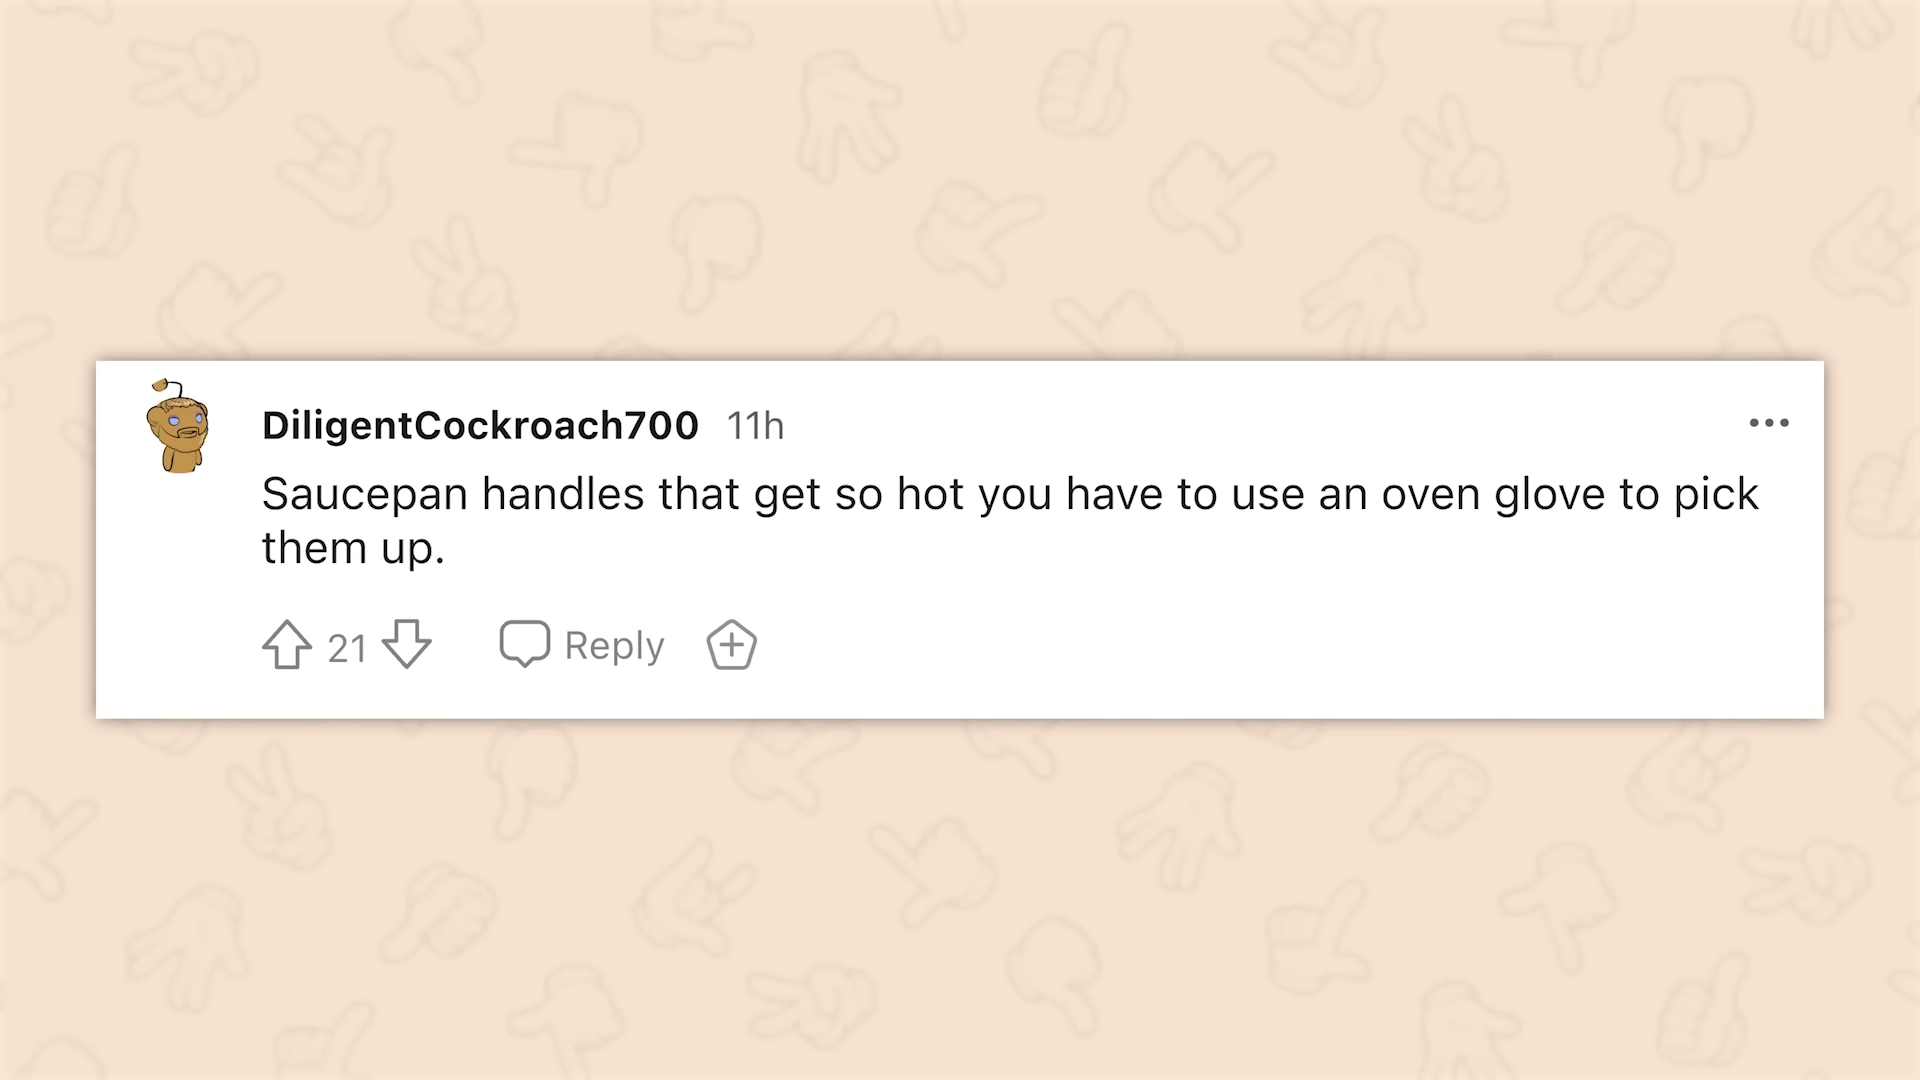 DiligentCockroach700 11h
Saucepan handles that get so hot you have to use an oven glove to pick
them up.
21 Reply